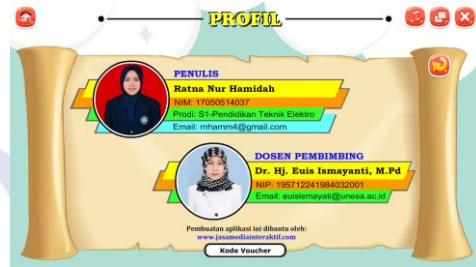 PROFIL
PENULIS
Ratna Nur Hamidah
NIM: 17050514037
Prodi: S1-Pendidikan Teknik Elektro
Email: rnhamm4@gmail.com
DOSEN PEMBIMBING
Dr. Hj. Euis Ismayanti, M.Pd
NIP: 195712241984032001
Email: euisismayati@unesa.ac.id
Pembuatan aplikasi ini dibantu oleh:
www.jasamediainteraktif.com
Kode Voucher